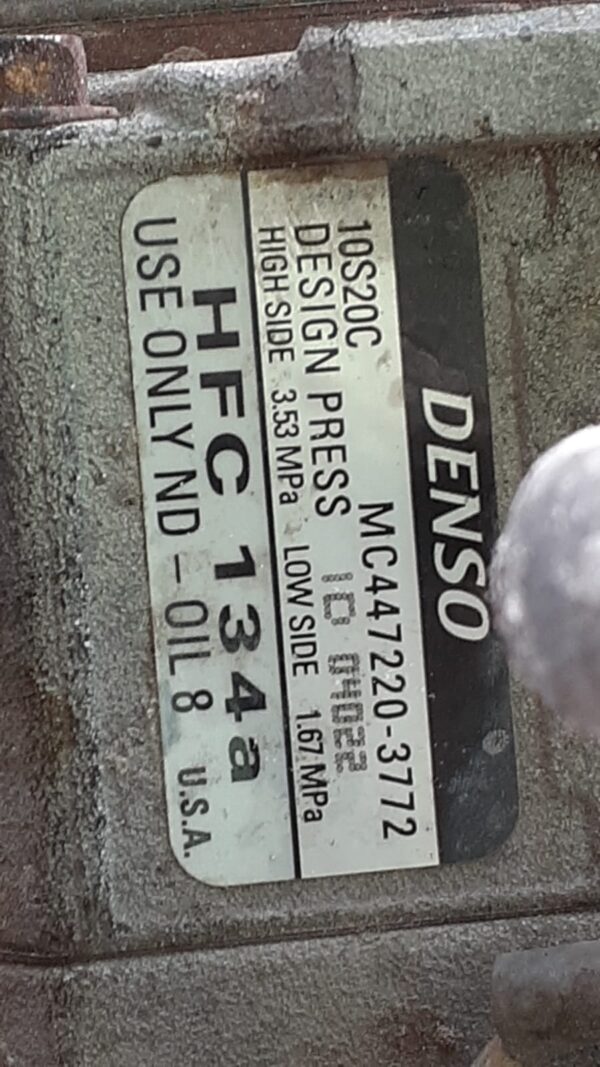 DENSO
10S20C MC447220-3772
DESIGN PRESS
HIGH SIDE 3.53 MPa LOW SIDE 1.67 MPa
HFC 134a
USE ONLY ND-OIL 8 U.S.A.